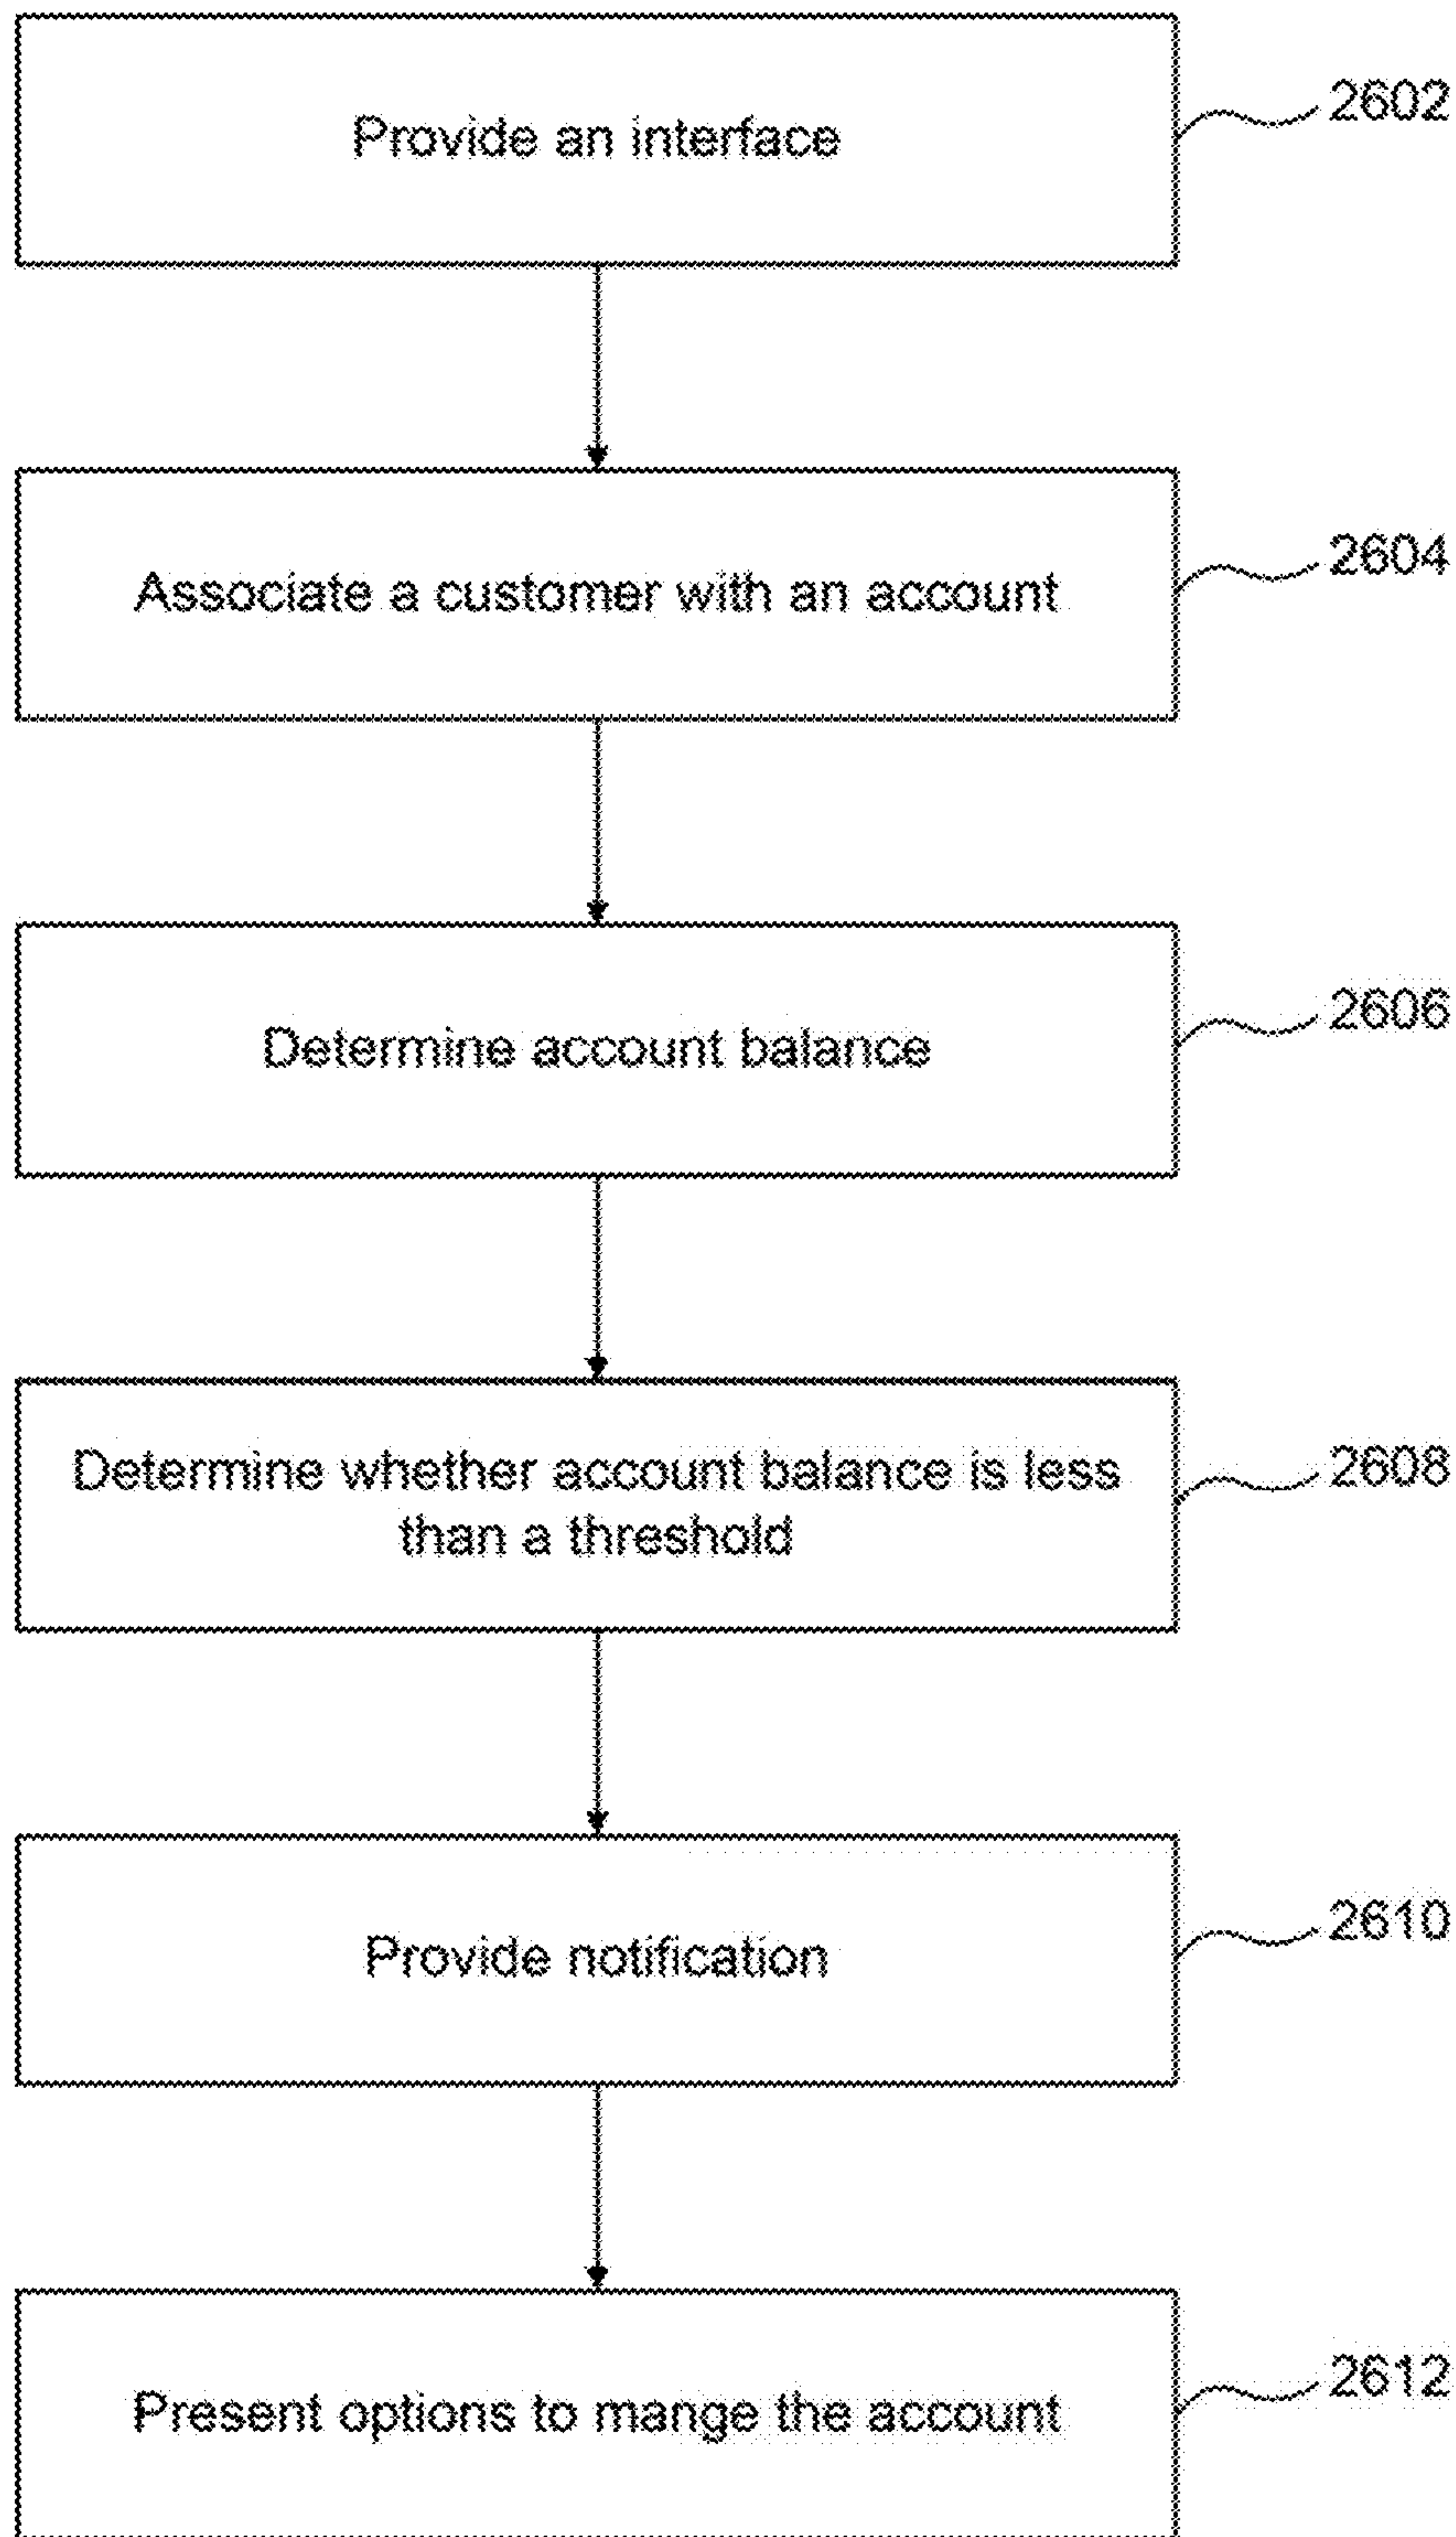 Provide an interface
2602
Associate a customer with an account
2604
Determine account balance
2606
Determine whether account balance is less
than a threshold
2608
Provide notification
2610
Present options to mange the account
2612